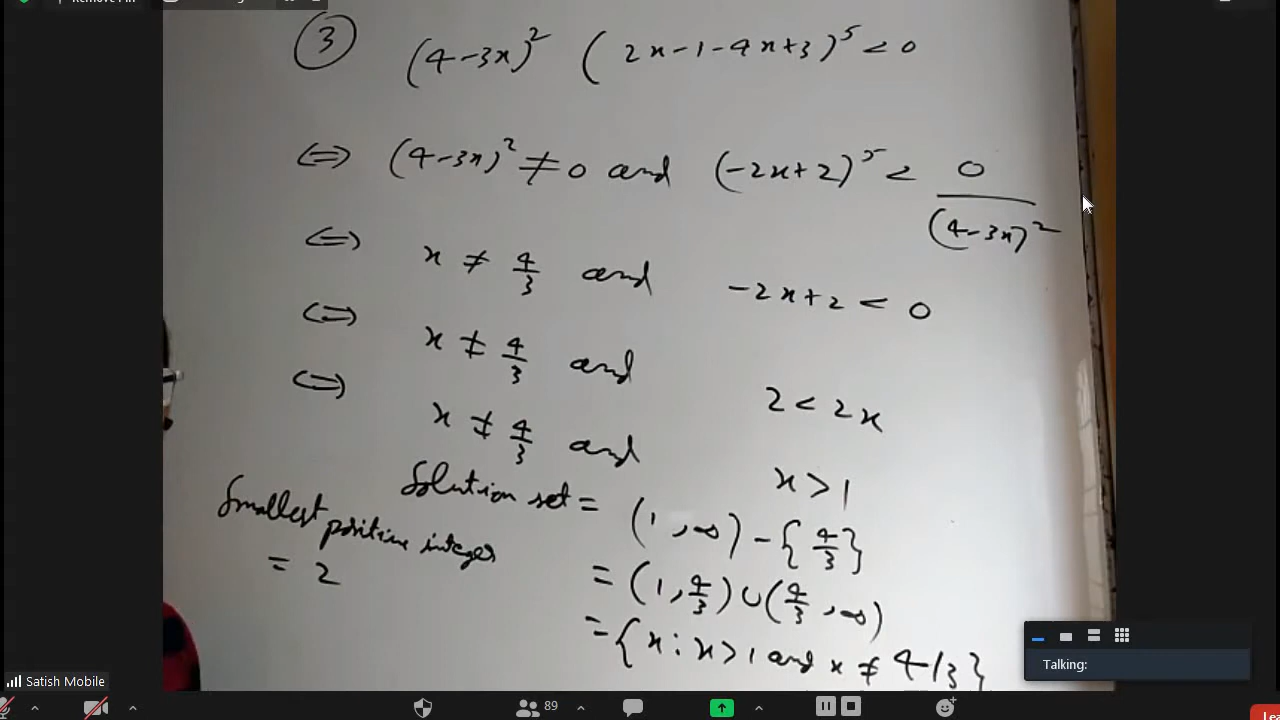 ③ (4-3x)² (2x-1-4x+3)⁵ < 0
⇔ (4-3x)² ≠ 0 and (-2x+2)⁵ < 0/(4-3x)²
⇔ x ≠ 4/3 and -2x+2 < 0
⇔ x ≠ 4/3 and 2 < 2x
⇔ x ≠ 4/3 and x > 1
Solution set = (1, ∞) - {4/3}
= (1, 4/3) ∪ (4/3, ∞)
= {x : x > 1 and x ≠ 4/3}
Smallest
positive integer
= 2
Talking:
Satish Mobile
89